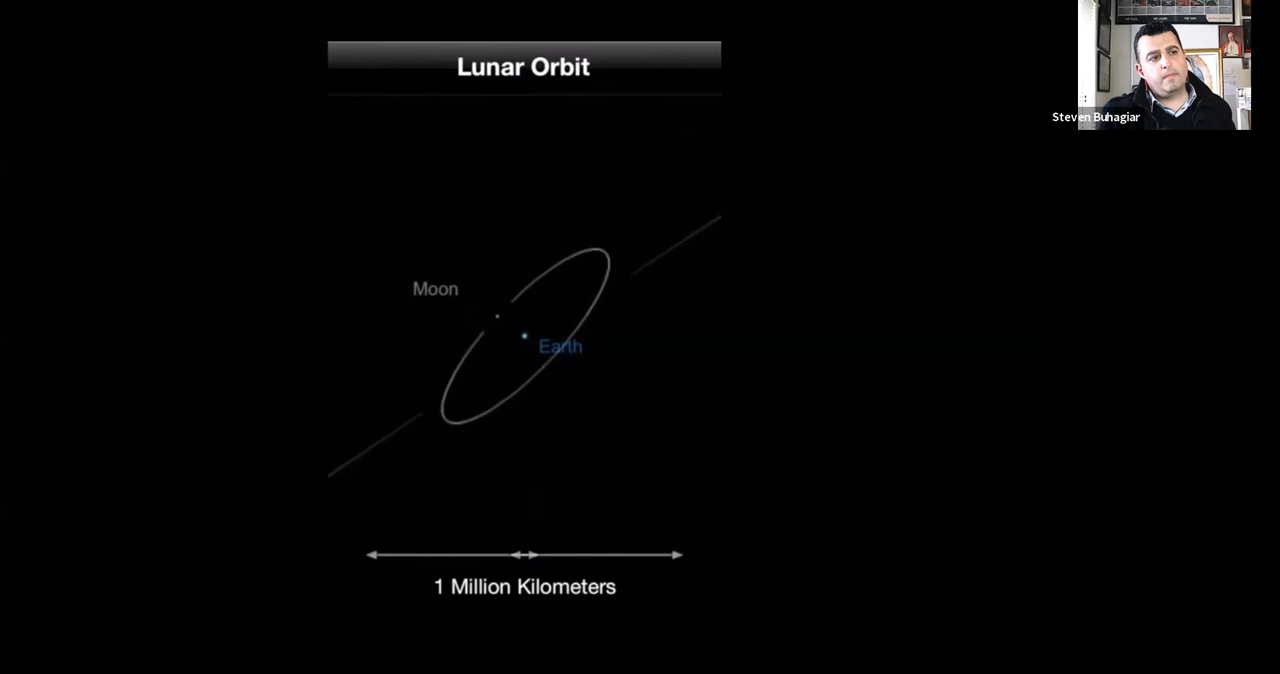 Lunar Orbit
Steven Buhagiar
Moon
Earth
1 Million Kilometers